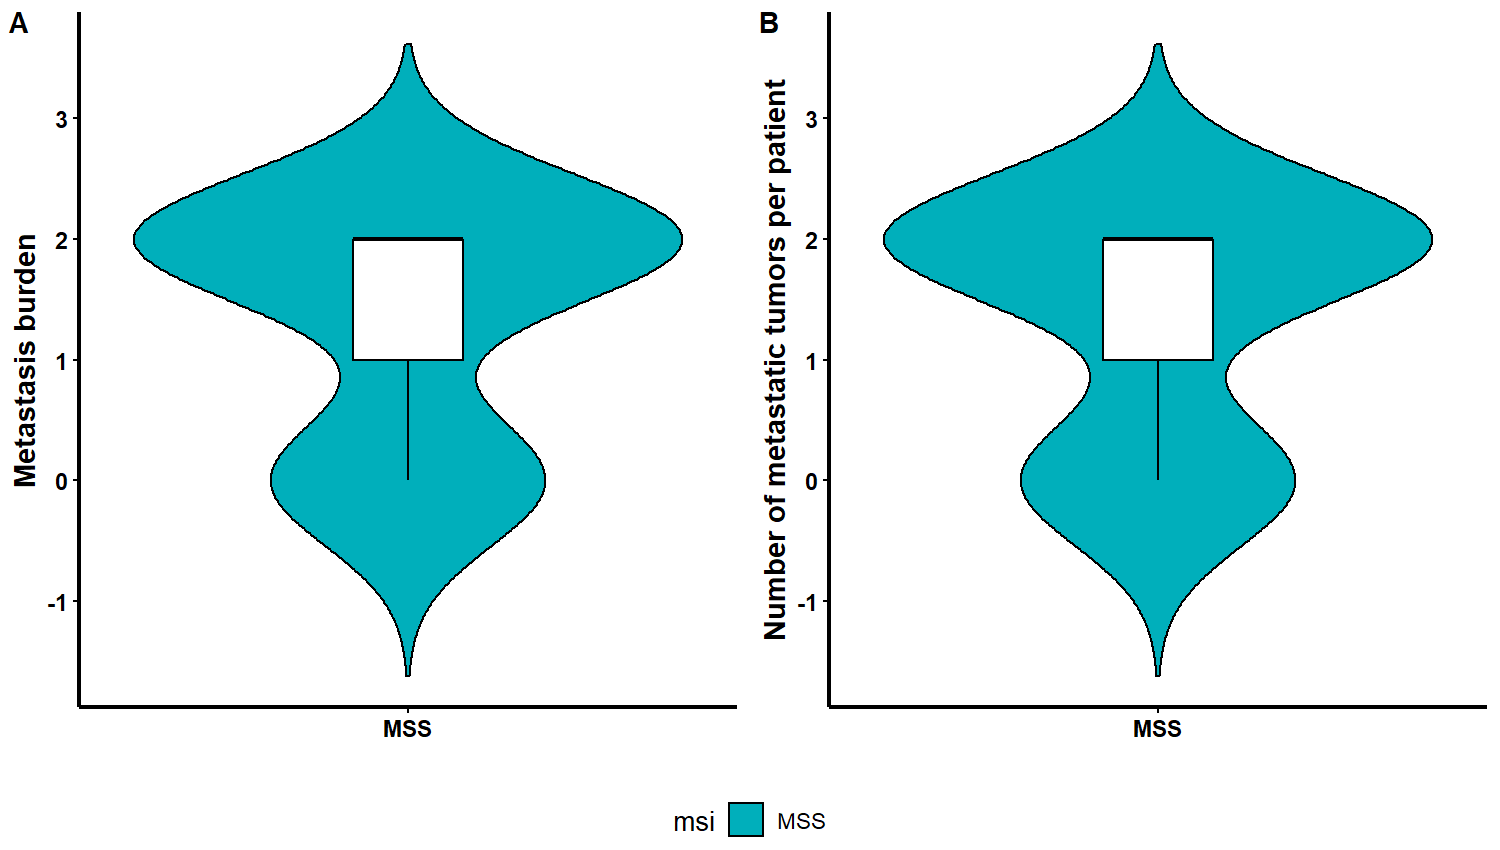 A
Metastasis burden
3
2
1
0
-1
MSS
B
Number of metastatic tumors per patient
3
2
1
0
-1
MSS
msi MSS